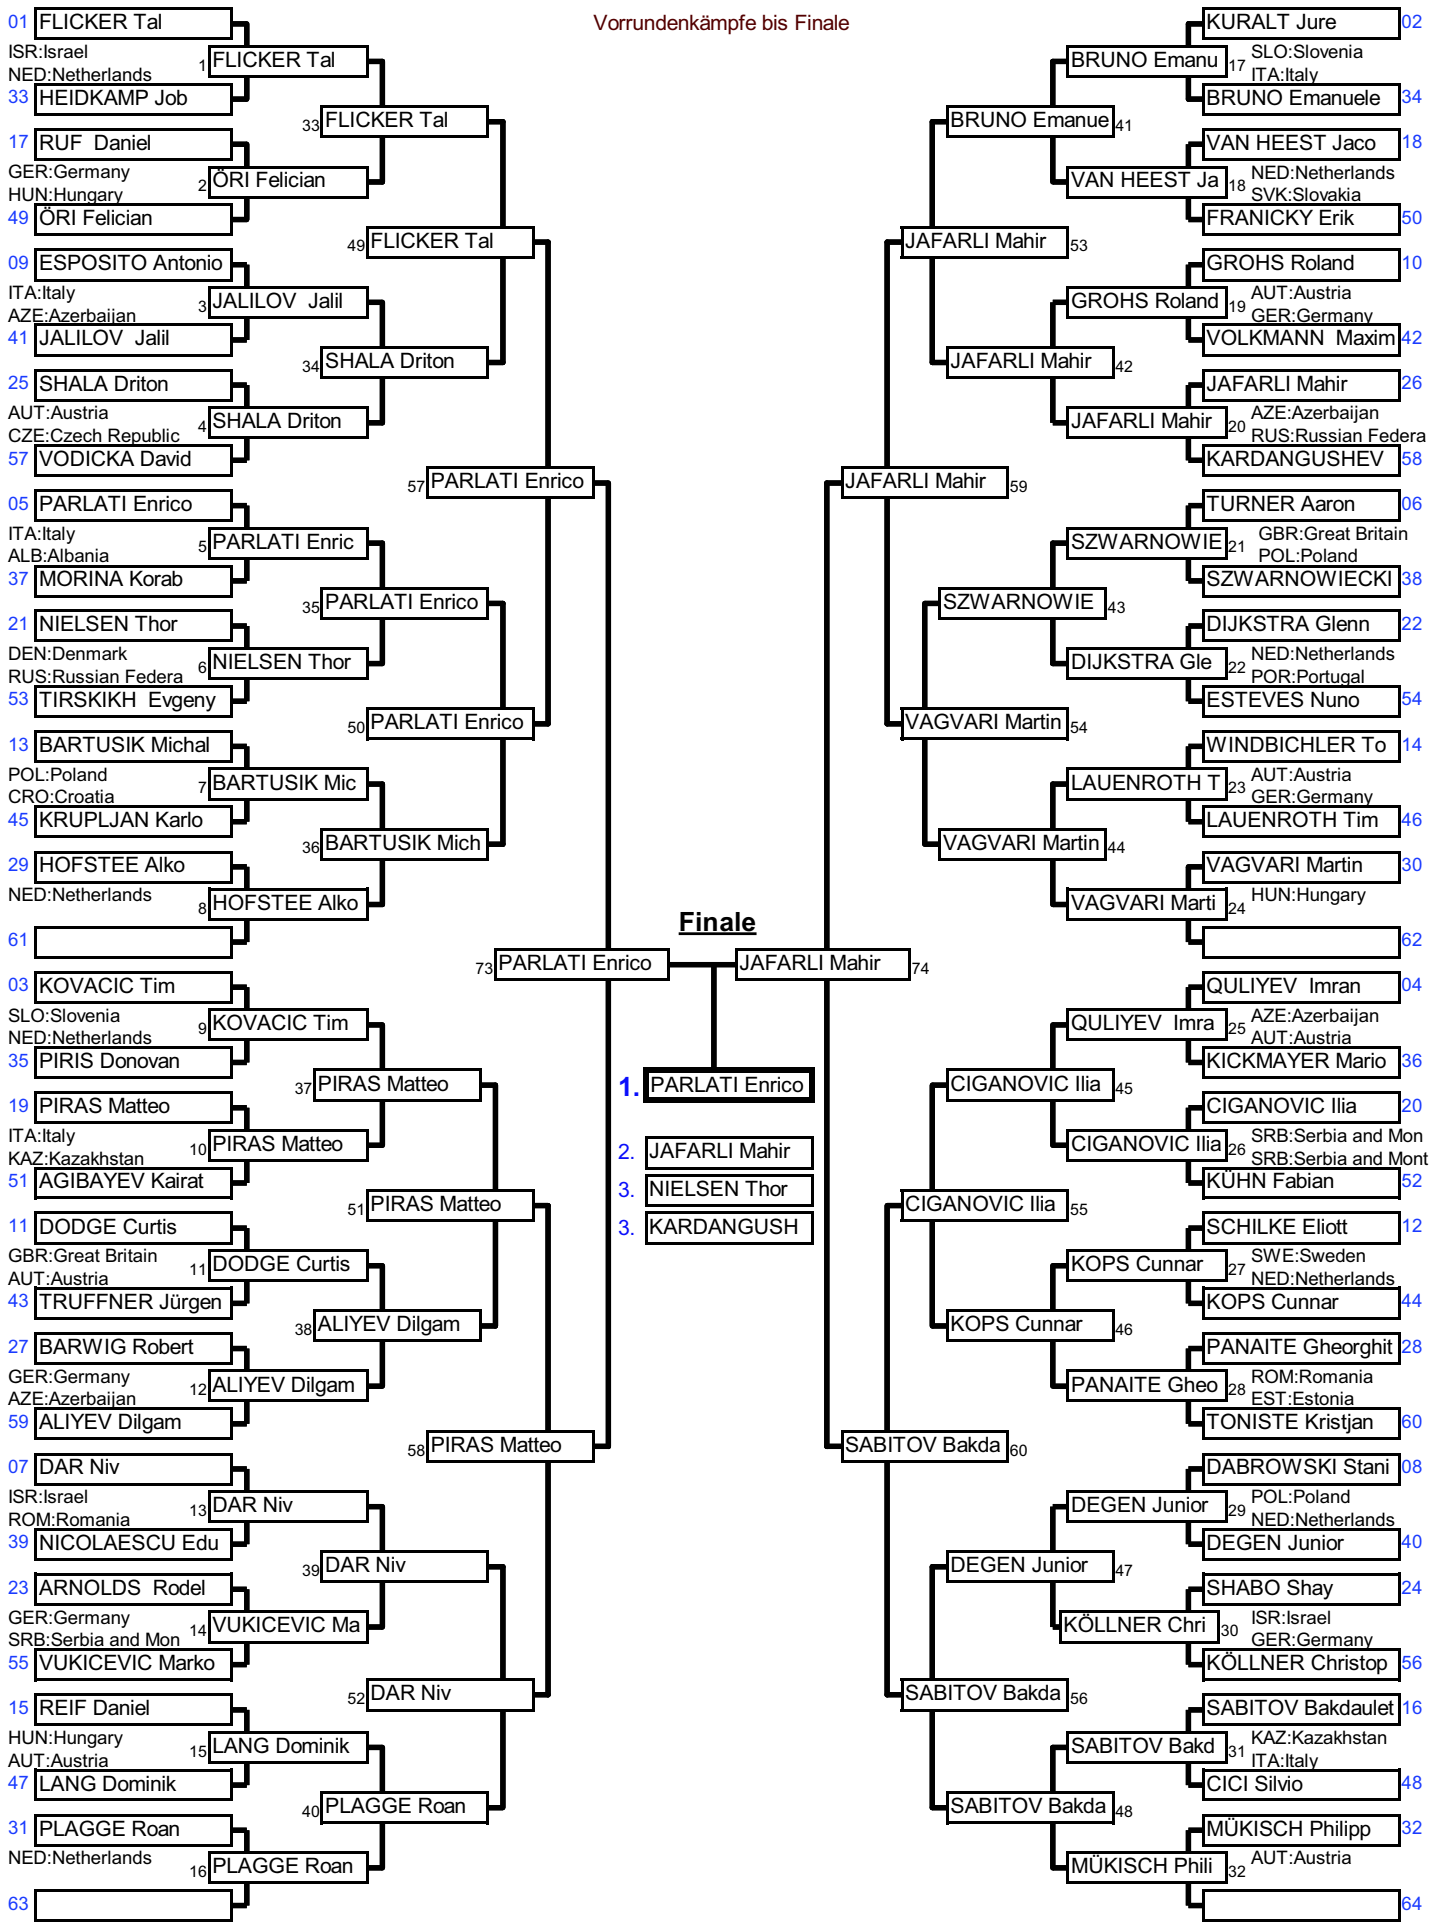 Vorrundenkämpfe bis Finale
01 FLICKER Tal
ISR:Israel
1 FLICKER Tal
NED:Netherlands
33 HEIDKAMP Job
33 FLICKER Tal
17 RUF Daniel
GER:Germany
2 ÖRI Felician
HUN:Hungary
49 ÖRI Felician
49 FLICKER Tal
09 ESPOSITO Antonio
ITA:Italy
3 JALILOV Jalil
AZE:Azerbaijan
41 JALILOV Jalil
34 SHALA Driton
25 SHALA Driton
AUT:Austria
4 SHALA Driton
CZE:Czech Republic
57 VODICKA David
57 PARLATI Enrico
05 PARLATI Enrico
ITA:Italy
5 PARLATI Enric
ALB:Albania
37 MORINA Korab
35 PARLATI Enrico
21 NIELSEN Thor
DEN:Denmark
6 NIELSEN Thor
RUS:Russian Federa
53 TIRSKIKH Evgeny
50 PARLATI Enrico
13 BARTUSIK Michal
POL:Poland
7 BARTUSIK Mic
CRO:Croatia
45 KRUPLJAN Karlo
36 BARTUSIK Mich
29 HOFSTEE Alko
NED:Netherlands
8 HOFSTEE Alko
61
73 PARLATI Enrico
03 KOVACIC Tim
SLO:Slovenia
9 KOVACIC Tim
NED:Netherlands
35 PIRIS Donovan
37 PIRAS Matteo
19 PIRAS Matteo
ITA:Italy
10 PIRAS Matteo
KAZ:Kazakhstan
51 AGIBAYEV Kairat
51 PIRAS Matteo
11 DODGE Curtis
GBR:Great Britain
11 DODGE Curtis
AUT:Austria
43 TRUFFNER Jürgen
38 ALIYEV Dilgam
27 BARWIG Robert
GER:Germany
12 ALIYEV Dilgam
AZE:Azerbaijan
59 ALIYEV Dilgam
58 PIRAS Matteo
07 DAR Niv
ISR:Israel
13 DAR Niv
ROM:Romania
39 NICOLAESCU Edu
39 DAR Niv
23 ARNOLDS Rodel
GER:Germany
14 VUKICEVIC Ma
SRB:Serbia and Mon
55 VUKICEVIC Marko
52 DAR Niv
15 REIF Daniel
HUN:Hungary
15 LANG Dominik
AUT:Austria
47 LANG Dominik
40 PLAGGE Roan
31 PLAGGE Roan
NED:Netherlands
16 PLAGGE Roan
63
Finale
1. PARLATI Enrico
2. JAFARLI Mahir
3. NIELSEN Thor
3. KARDANGUSH
KURALT Jure 02
BRUNO Emanu 17
SLO:Slovenia
ITA:Italy
BRUNO Emanuele 34
BRUNO Emanue 41
VAN HEEST Jaco 18
VAN HEEST Ja 18
NED:Netherlands
SVK:Slovakia
FRANICKY Erik 50
JAFARLI Mahir 53
GROHS Roland 10
GROHS Roland 19
AUT:Austria
GER:Germany
VOLKMANN Maxim 42
JAFARLI Mahir 42
JAFARLI Mahir 26
JAFARLI Mahir 20
AZE:Azerbaijan
RUS:Russian Federa
KARDANGUSHEV 58
JAFARLI Mahir 59
TURNER Aaron 06
SZWARNOWIE 21
GBR:Great Britain
POL:Poland
SZWARNOWIECKI 38
SZWARNOWIE 43
DIJKSTRA Glenn 22
DIJKSTRA Gle 22
NED:Netherlands
POR:Portugal
ESTEVES Nuno 54
VAGVARI Martin 54
WINDBICHLER To 14
LAUENROTH T 23
AUT:Austria
GER:Germany
LAUENROTH Tim 46
VAGVARI Martin 44
VAGVARI Martin 30
VAGVARI Marti 24
HUN:Hungary
62
JAFARLI Mahir 74
QULIYEV Imran 04
QULIYEV Imra 25
AZE:Azerbaijan
AUT:Austria
KICKMAYER Mario 36
CIGANOVIC Ilia 45
CIGANOVIC Ilia 20
CIGANOVIC Ilia 26
SRB:Serbia and Mon
SRB:Serbia and Mont
KÜHN Fabian 52
CIGANOVIC Ilia 55
SCHILKE Eliott 12
KOPS Cunnar 27
SWE:Sweden
NED:Netherlands
KOPS Cunnar 44
KOPS Cunnar 46
PANAITE Gheorghit 28
PANAITE Gheo 28
ROM:Romania
EST:Estonia
TONISTE Kristjan 60
SABITOV Bakda 60
DABROWSKI Stani 08
DEGEN Junior 29
POL:Poland
NED:Netherlands
DEGEN Junior 40
DEGEN Junior 47
SHABO Shay 24
KÖLLNER Chri 30
ISR:Israel
GER:Germany
KÖLLNER Christop 56
SABITOV Bakda 56
SABITOV Bakdaulet 16
SABITOV Bakd 31
KAZ:Kazakhstan
ITA:Italy
CICI Silvio 48
SABITOV Bakda 48
MÜKISCH Philipp 32
MÜKISCH Phili 32
AUT:Austria
64